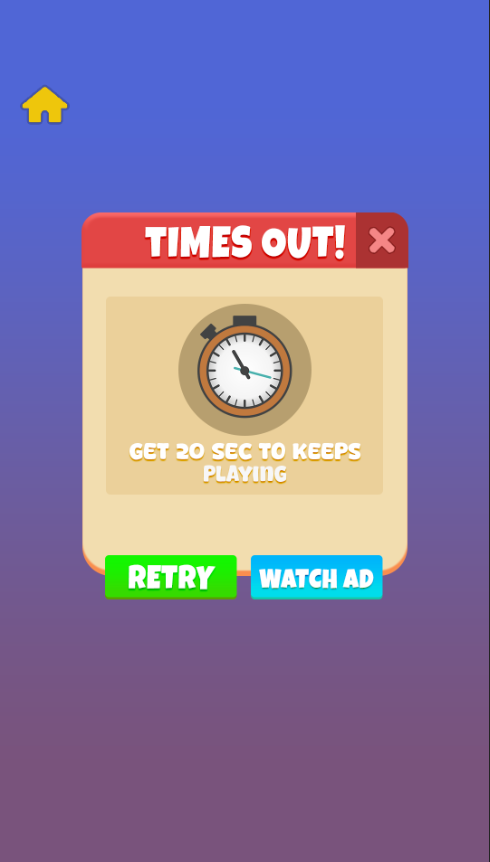 TIMES OUT!
GET 20 SEC TO KEEPS
PLAYING
RETRY
WATCH AD